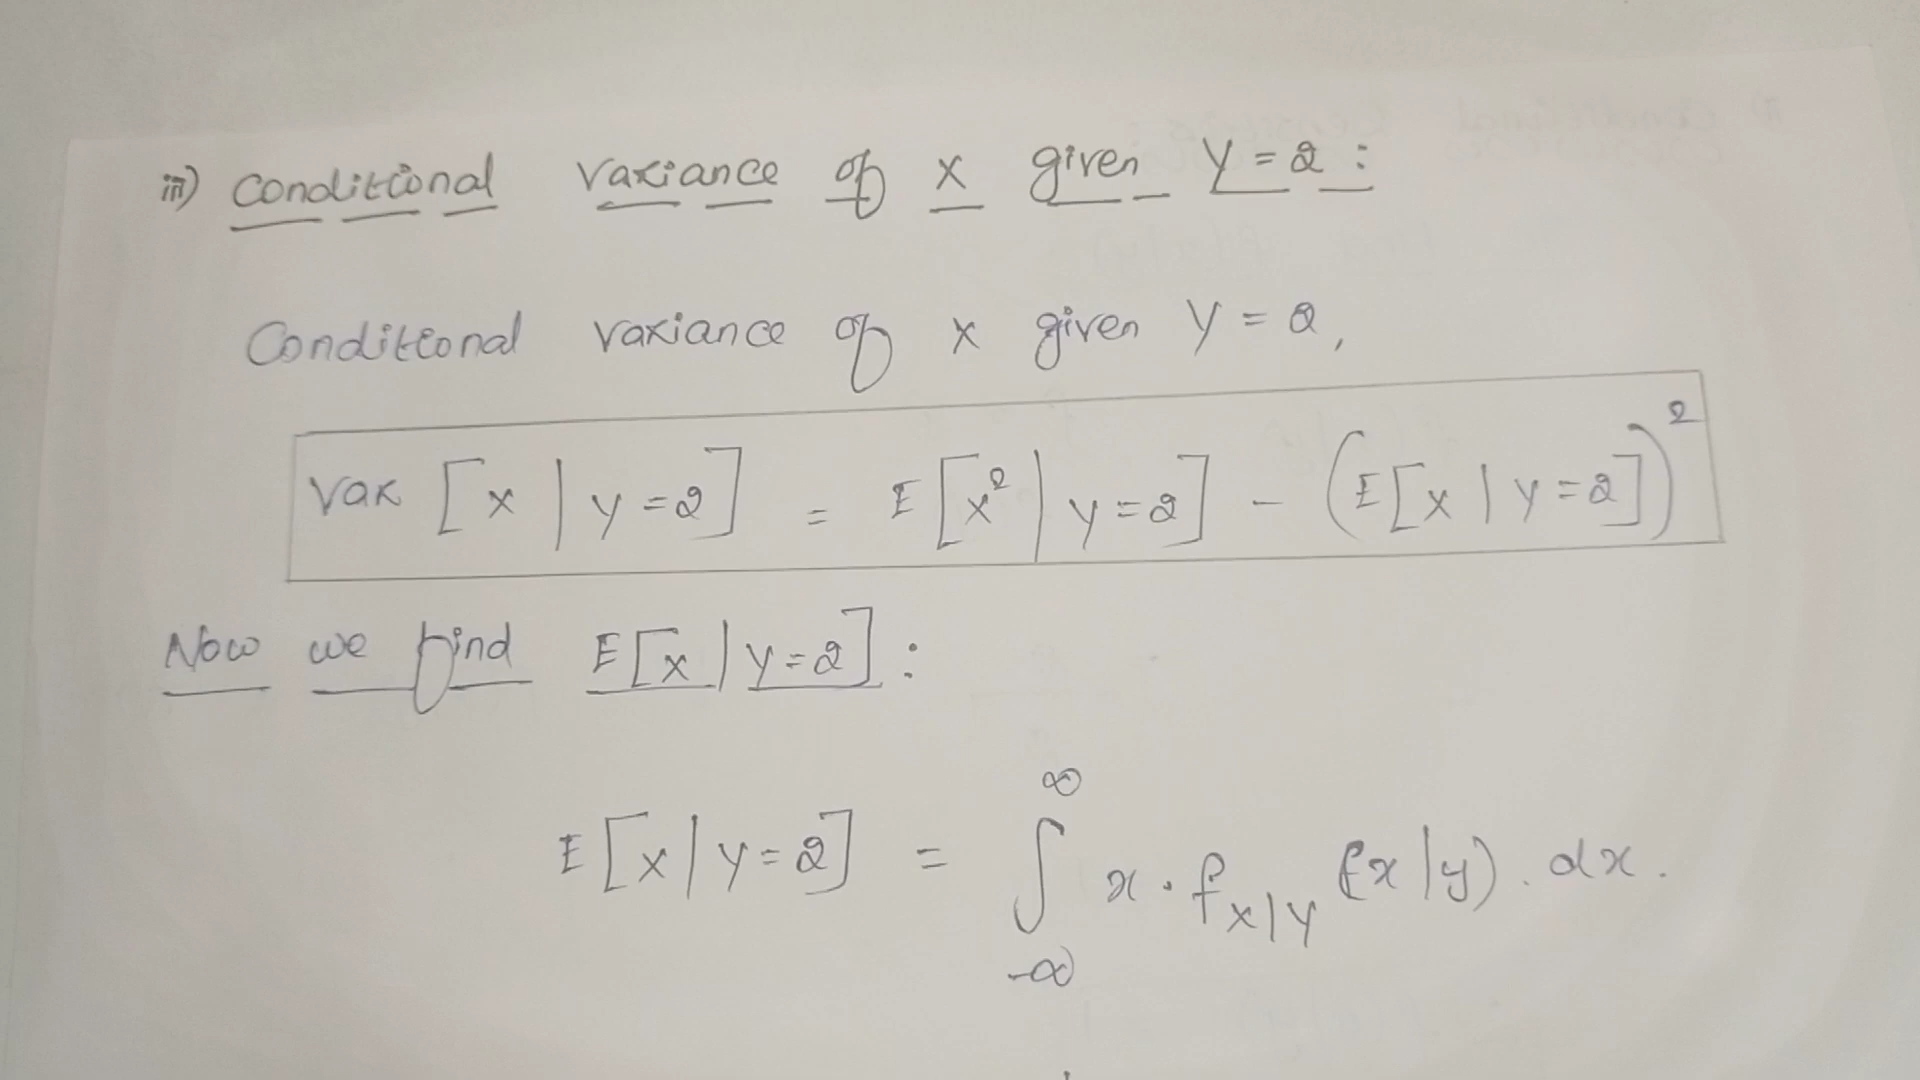 iii) Conditional Variance of X given Y = 2 :
Conditional variance of X given Y = 2,
Var [X | Y = 2] = E[X² | Y = 2] - (E[X | Y = 2])²
Now we find E[X | Y = 2] :
E[X | Y = 2] = ∫_{-∞}^{∞} x . f_{X|Y} (x | y) . dx .